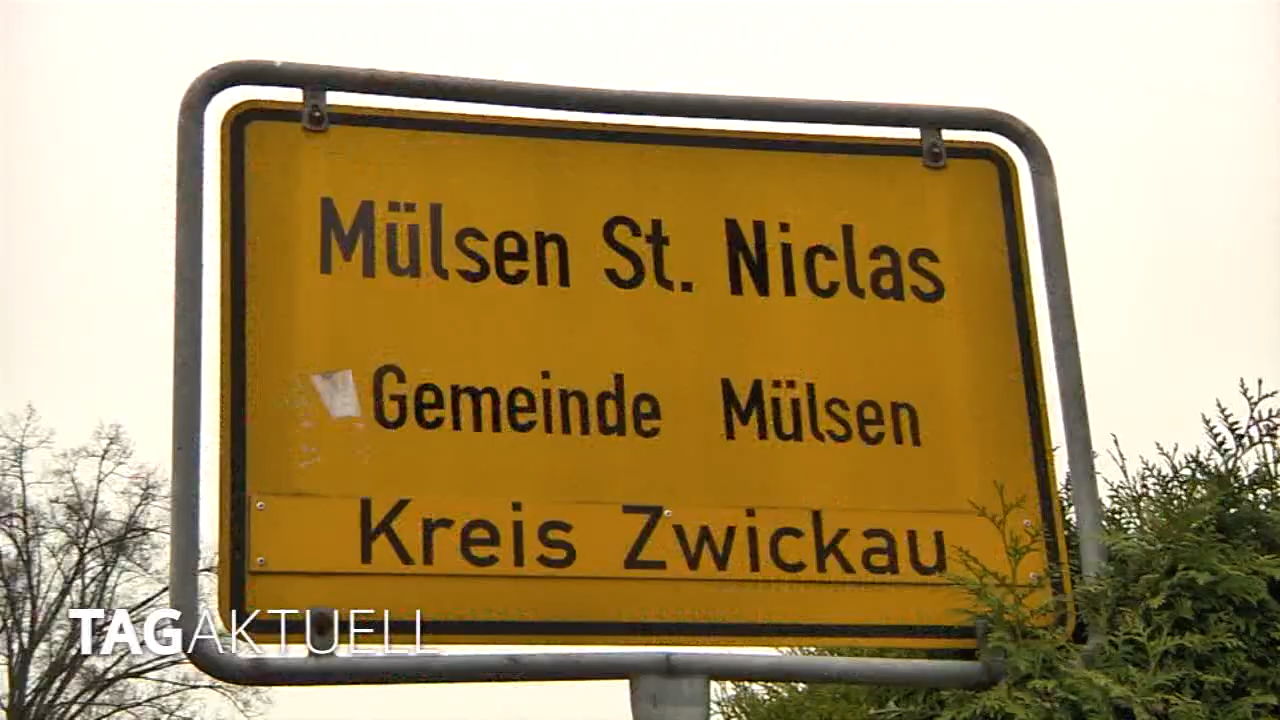 Mülsen St. Niclas
Gemeinde Mülsen
Kreis Zwickau
TAGAKTUELL